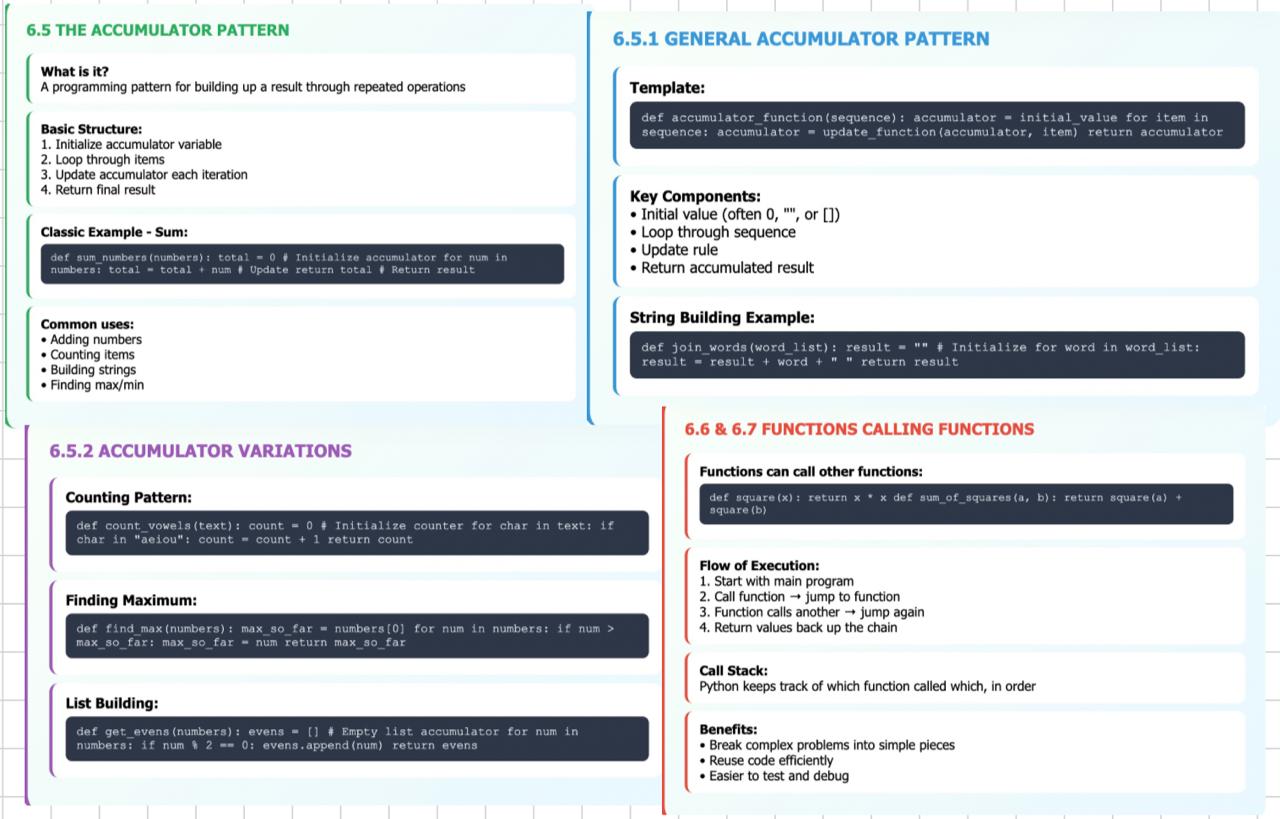 6.5 THE ACCUMULATOR PATTERN
What is it?
A programming pattern for building up a result through repeated operations
Basic Structure:
1. Initialize accumulator variable
2. Loop through items
3. Update accumulator each iteration
4. Return final result
Classic Example - Sum:
def sum_numbers(numbers): total = 0 # Initialize accumulator for num in
numbers: total = total + num # Update return total # Return result
Common uses:
• Adding numbers
• Counting items
• Building strings
• Finding max/min
6.5.1 GENERAL ACCUMULATOR PATTERN
Template:
def accumulator_function(sequence): accumulator = initial_value for item in
sequence: accumulator = update_function(accumulator, item) return accumulator
Key Components:
• Initial value (often 0, "", or [])
• Loop through sequence
• Update rule
• Return accumulated result
String Building Example:
def join_words(word_list): result = "" # Initialize for word in word_list:
result = result + word + " " return result
6.5.2 ACCUMULATOR VARIATIONS
Counting Pattern:
def count_vowels(text): count = 0 # Initialize counter for char in text: if
char in "aeiou": count = count + 1 return count
Finding Maximum:
def find_max(numbers): max_so_far = numbers[0] for num in numbers: if num >
max_so_far: max_so_far = num return max_so_far
List Building:
def get_evens(numbers): evens = [] # Empty list accumulator for num in
numbers: if num % 2 == 0: evens.append(num) return evens
6.6 & 6.7 FUNCTIONS CALLING FUNCTIONS
Functions can call other functions:
def square(x): return x * x def sum_of_squares(a, b): return square(a) +
square(b)
Flow of Execution:
1. Start with main program
2. Call function → jump to function
3. Function calls another → jump again
4. Return values back up the chain
Call Stack:
Python keeps track of which function called which, in order
Benefits:
• Break complex problems into simple pieces
• Reuse code efficiently
• Easier to test and debug